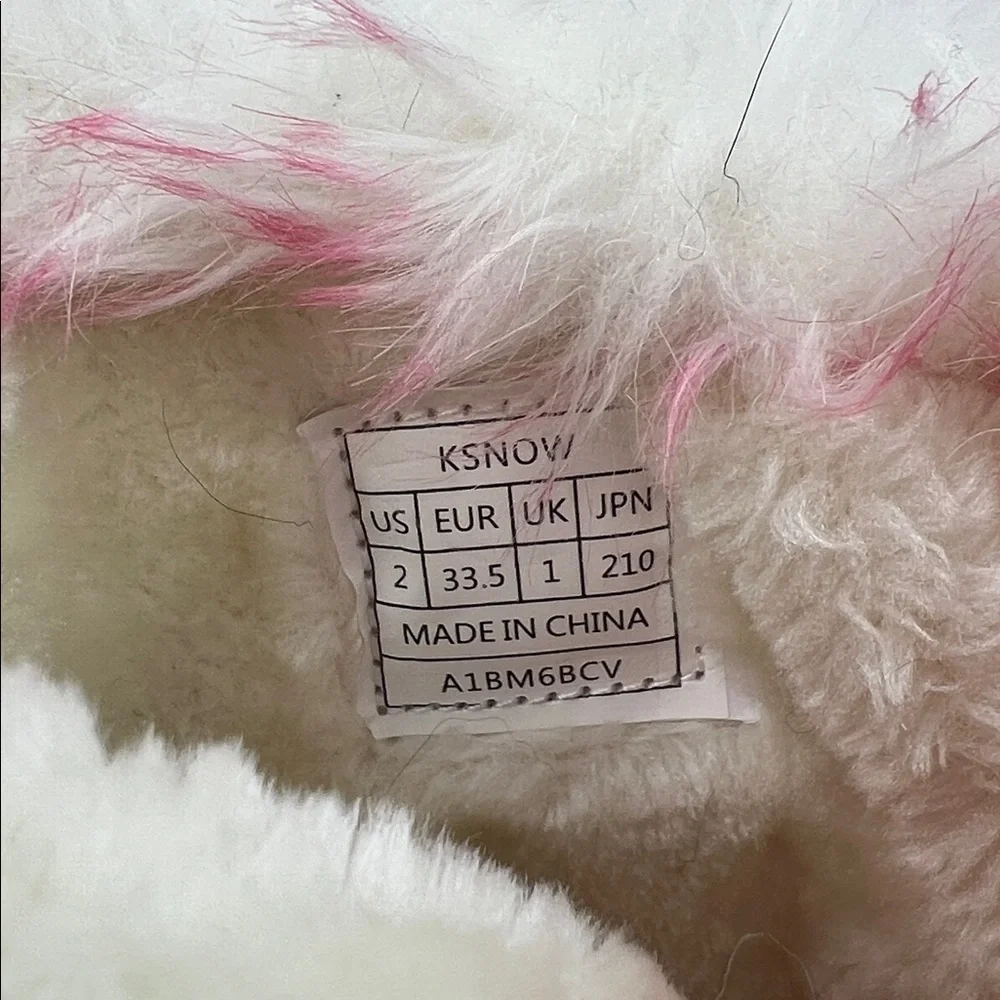 KSNOW
US EUR UK JPN
2 33.5 1 210
MADE IN CHINA
A1BM6BCV